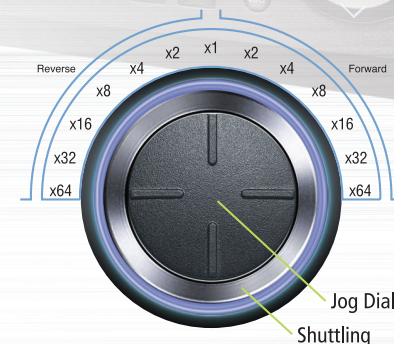 x1
x2 x2
Reverse x4 x4 Forward
x8 x8
x16 x16
x32 x32
x64 x64
Jog Dial
Shuttling